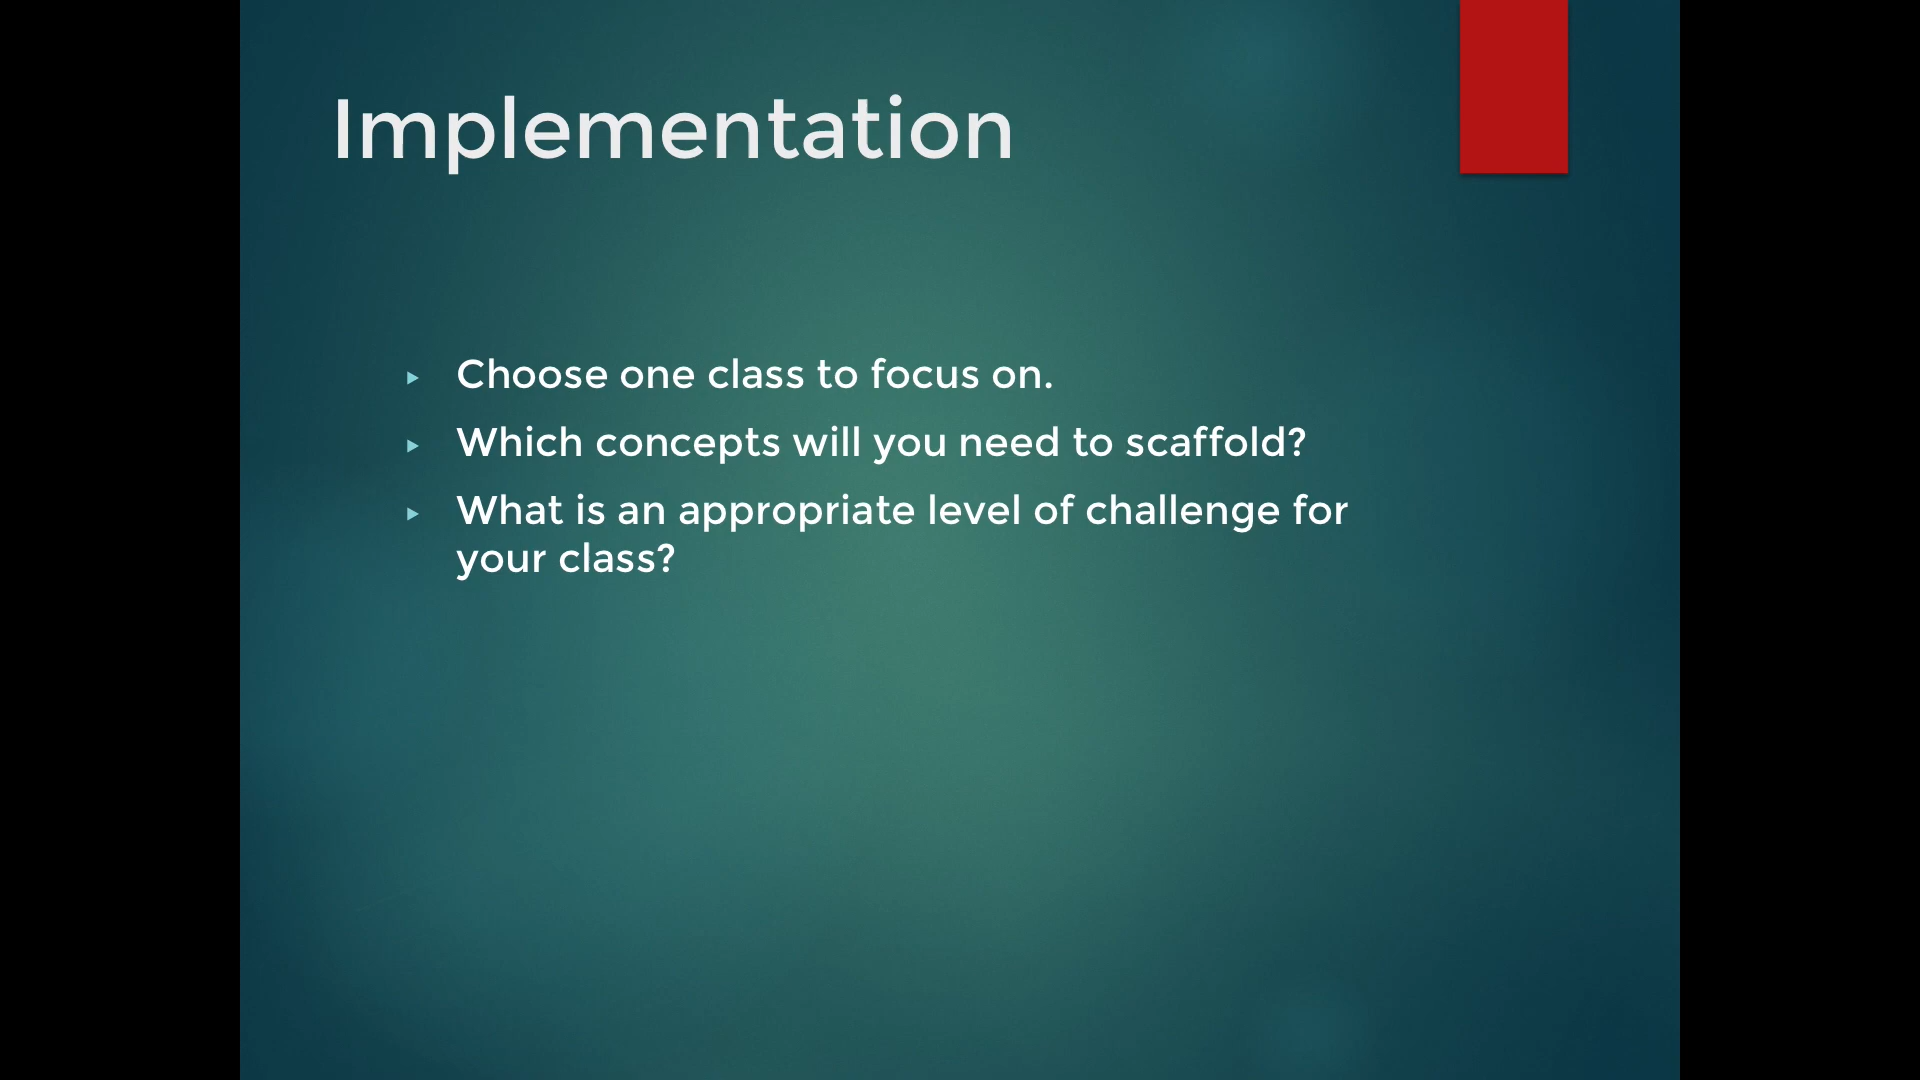 Implementation
Choose one class to focus on.
Which concepts will you need to scaffold?
What is an appropriate level of challenge for
your class?